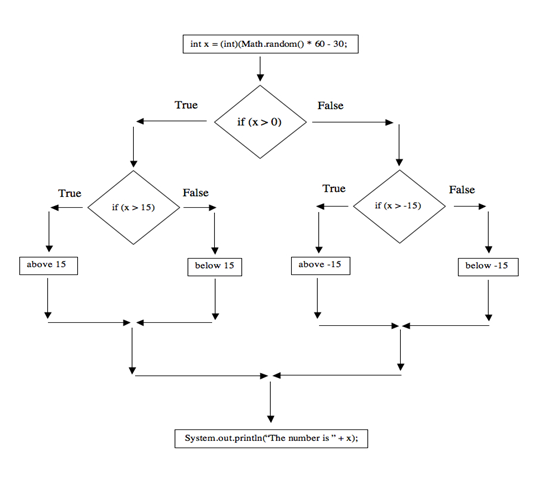 int x = (int)(Math.random() * 60 - 30;
True
False
if (x > 0)
True
False
True
False
if (x > 15)
if (x > -15)
above 15
below 15
above -15
below -15
System.out.println("The number is " + x);